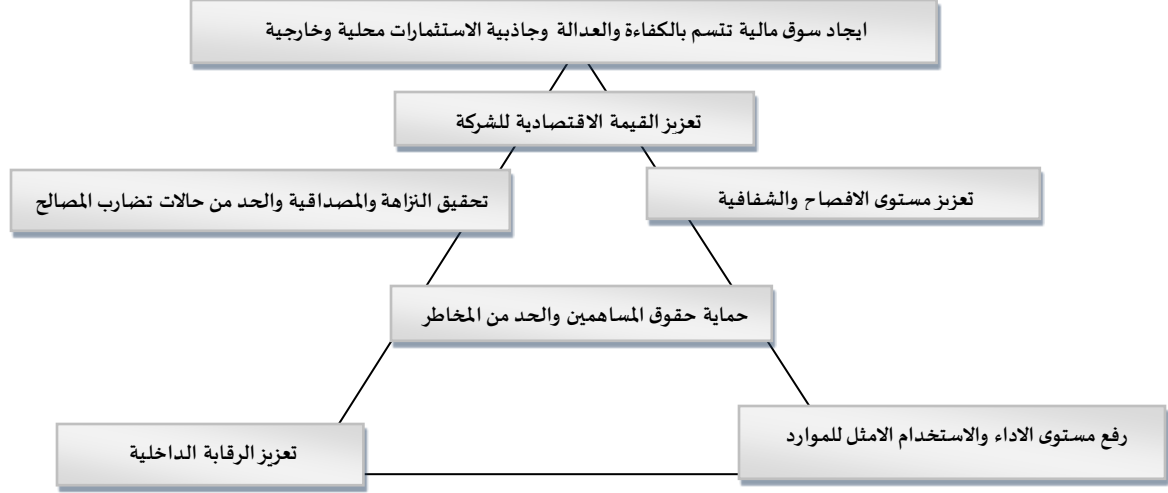 ايجاد سوق مالية تتسم بالكفاءة والعدالة وجاذبية الاستثمارات محلية وخارجية
تعزيز القيمة الاقتصادية للشركة
تعزيز مستوى الافصاح والشفافية
تحقيق النزاهة والمصداقية والحد من حالات تضارب المصالح
حماية حقوق المساهمين والحد من المخاطر
رفع مستوى الاداء والاستخدام الامثل للموارد
تعزيز الرقابة الداخلية